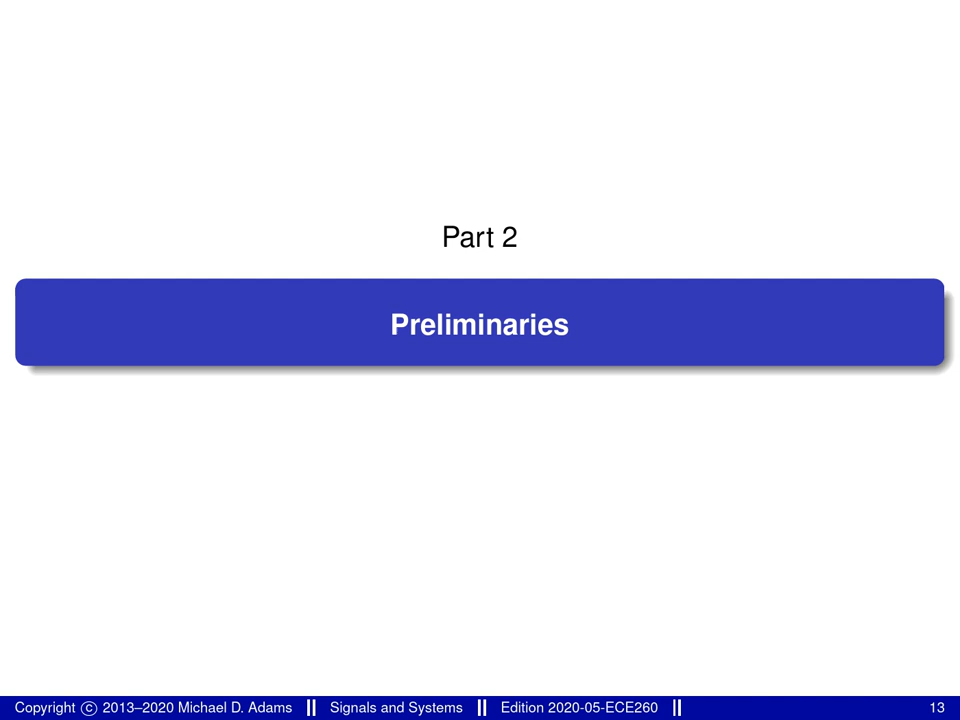 Part 2
Preliminaries
Copyright © 2013–2020 Michael D. Adams Signals and Systems Edition 2020-05-ECE260 13